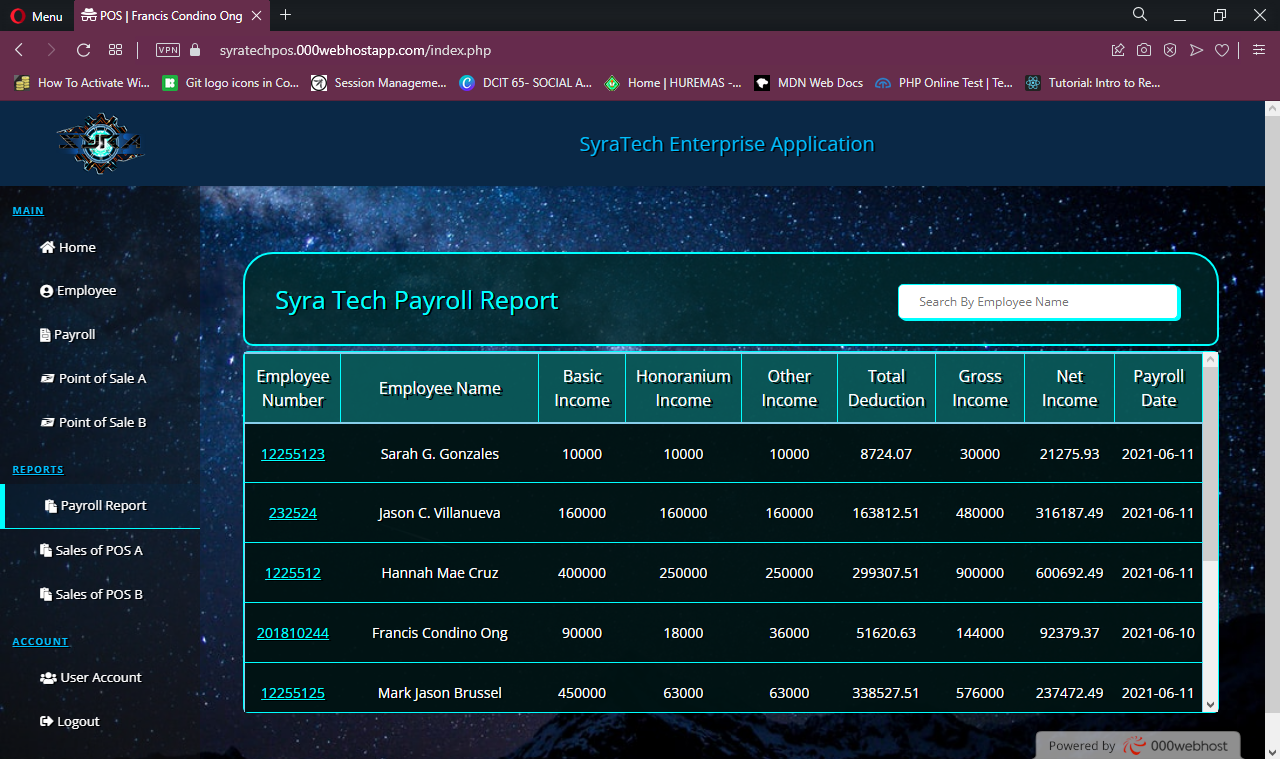 Menu
POS | Francis Condino Ong
VPN
syratechpos.000webhostapp.com/index.php
How To Activate Wi...
Git logo icons in Co...
Session Manageme...
DCIT 65- SOCIAL A...
Home | HUREMAS -...
MDN Web Docs
PHP Online Test | Te...
Tutorial: Intro to Re...
SYRA
SyraTech Enterprise Application
MAIN
Home
Employee
Payroll
Point of Sale A
Point of Sale B
REPORTS
Payroll Report
Sales of POS A
Sales of POS B
ACCOUNT
User Account
Logout
Syra Tech Payroll Report
Search By Employee Name
Employee Number Employee Name Basic Income Honoranium Income Other Income Total Deduction Gross Income Net Income Payroll Date
12255123 Sarah G. Gonzales 10000 10000 10000 8724.07 30000 21275.93 2021-06-11
232524 Jason C. Villanueva 160000 160000 160000 163812.51 480000 316187.49 2021-06-11
1225512 Hannah Mae Cruz 400000 250000 250000 299307.51 900000 600692.49 2021-06-11
201810244 Francis Condino Ong 90000 18000 36000 51620.63 144000 92379.37 2021-06-10
12255125 Mark Jason Brussel 450000 63000 63000 338527.51 576000 237472.49 2021-06-11
Powered by 000webhost